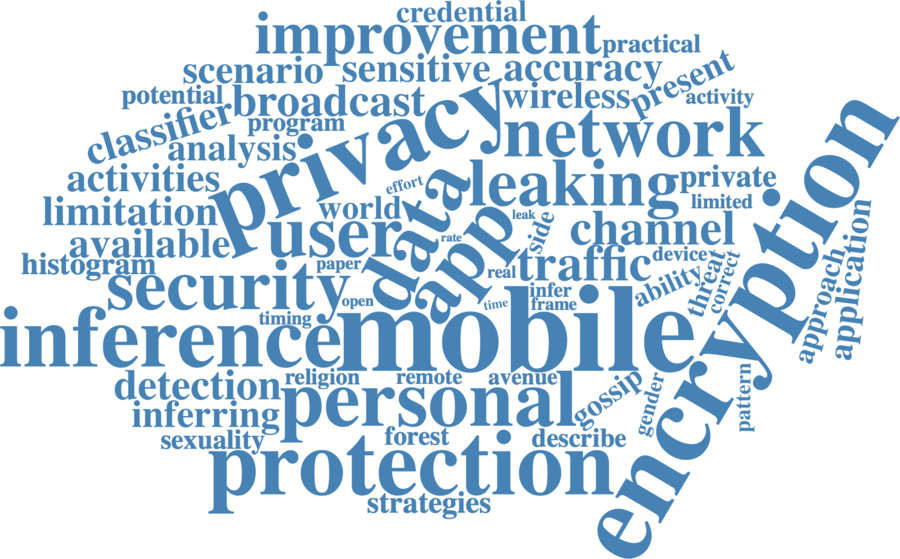 credential
improvement
practical
scenario
sensitive
accuracy
present
potential
broadcast
wireless
activity
classifier
program
privacy
network
encryption
analysis
activities
effort
data
leaking
private
limitation
world
leak
limited
available
user
rate
app
side
channel
application
histogram
paper
real
traffic
device
threat
correct
approach
security
open
time
infer
frame
ability
timing
inference
mobile
detection
religion
remote
avenue
inferring
personal
gossip
gender
pattern
sexuality
forest
describe
protection
strategies